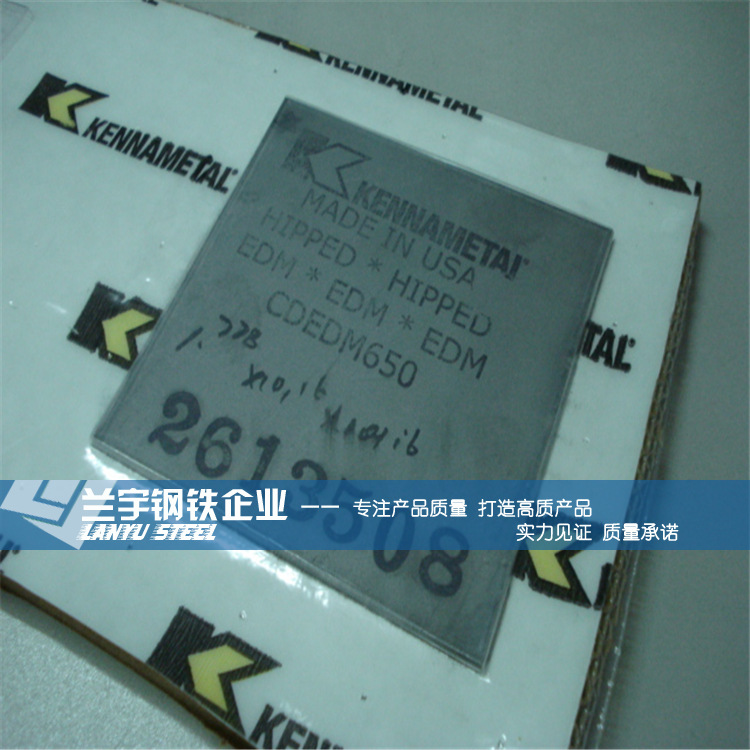 KENNAMETAL
KENNAMETAL®
KENNAMETAL®
MADE IN USA
HIPPED * HIPPED
EDM * EDM * EDM
CDEDM650
TAL®
2613508
兰宇钢铁企业 —— 专注产品质量 打造高质产品
LANYU STEEL 实力见证 质量承诺
KENN